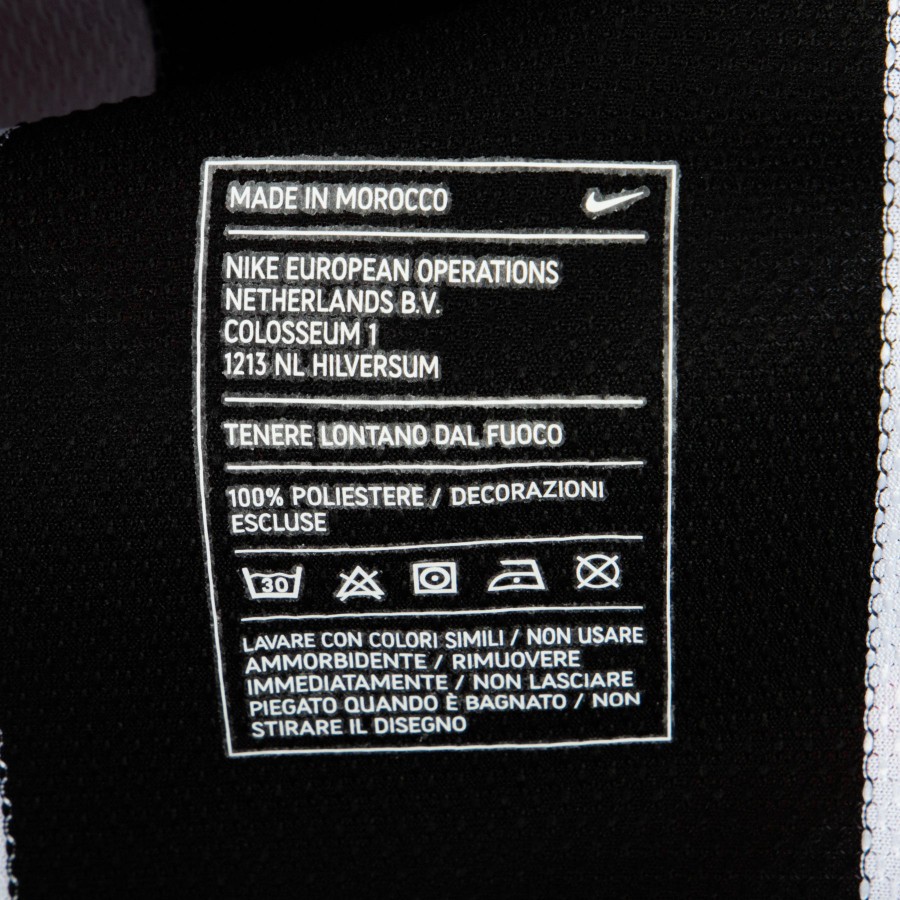 MADE IN MOROCCO
NIKE EUROPEAN OPERATIONS
NETHERLANDS B.V.
COLOSSEUM 1
1213 NL HILVERSUM
TENERE LONTANO DAL FUOCO
100% POLIESTERE / DECORAZIONI
ESCLUSE
30
LAVARE CON COLORI SIMILI / NON USARE
AMMORBIDENTE / RIMUOVERE
IMMEDIATAMENTE / NON LASCIARE
PIEGATO QUANDO È BAGNATO / NON
STIRARE IL DISEGNO